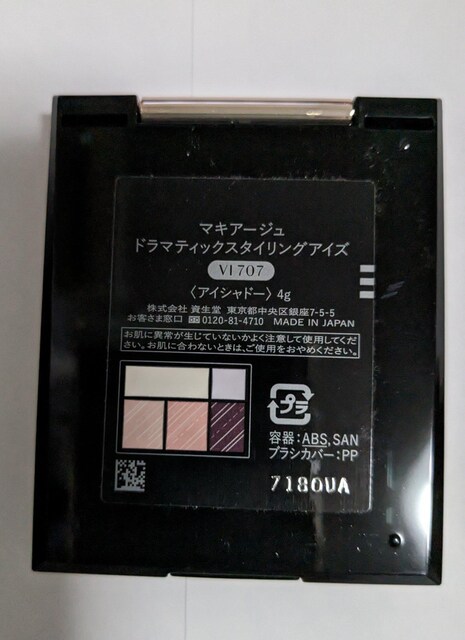 マキアージュ
ドラマティックスタイリングアイズ
VI707
〈アイシャドー〉4g
株式会社 資生堂 東京都中央区銀座7-5-5
お客さま窓口 0120-81-4710 MADE IN JAPAN
お肌に異常が生じていないかよく注意して使用してくだ
さい。お肌に合わないときは、ご使用をおやめください。
プラ
容器:ABS, SAN
ブラシカバー:PP
7180UA